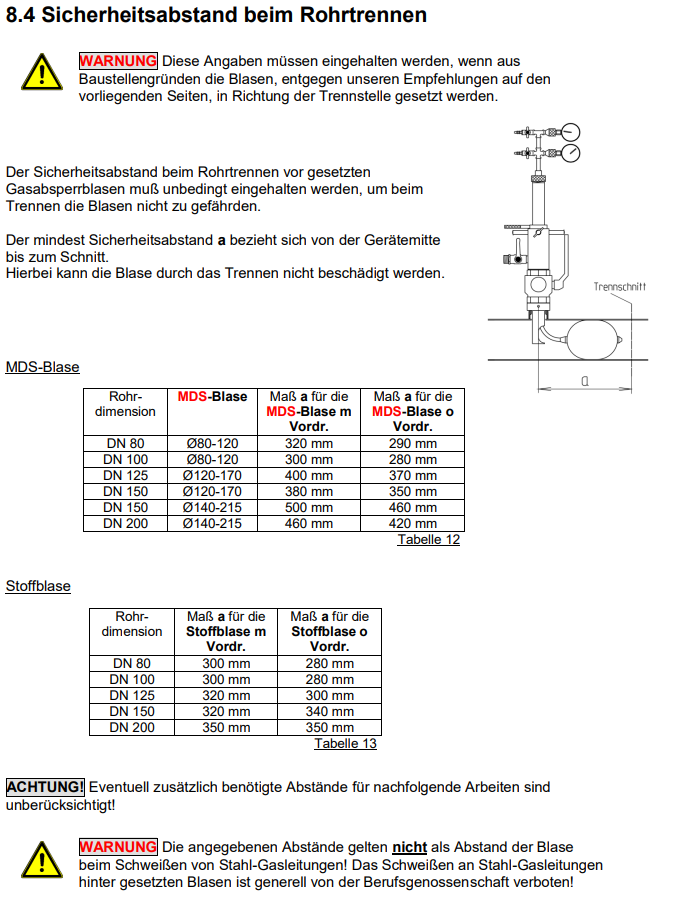 8.4 Sicherheitsabstand beim Rohrtrennen
WARNUNG Diese Angaben müssen eingehalten werden, wenn aus
Baustellengründen die Blasen, entgegen unseren Empfehlungen auf den
vorliegenden Seiten, in Richtung der Trennstelle gesetzt werden.
Der Sicherheitsabstand beim Rohrtrennen vor gesetzten
Gasabsperrblasen muß unbedingt eingehalten werden, um beim
Trennen die Blasen nicht zu gefährden.
Der mindest Sicherheitsabstand a bezieht sich von der Gerätemitte
bis zum Schnitt.
Hierbei kann die Blase durch das Trennen nicht beschädigt werden.
Trennschnitt
a
MDS-Blase
Rohr- MDS-Blase Maß a für die Maß a für die
dimension MDS-Blase m MDS-Blase o
Vordr. Vordr.
DN 80 Ø80-120 320 mm 290 mm
DN 100 Ø80-120 300 mm 280 mm
DN 125 Ø120-170 400 mm 370 mm
DN 150 Ø120-170 380 mm 350 mm
DN 150 Ø140-215 500 mm 460 mm
DN 200 Ø140-215 460 mm 420 mm
Tabelle 12
Stoffblase
Rohr- Maß a für die Maß a für die
dimension Stoffblase m Stoffblase o
Vordr. Vordr.
DN 80 300 mm 280 mm
DN 100 300 mm 280 mm
DN 125 320 mm 300 mm
DN 150 320 mm 340 mm
DN 200 350 mm 350 mm
Tabelle 13
ACHTUNG! Eventuell zusätzlich benötigte Abstände für nachfolgende Arbeiten sind
unberücksichtigt!
WARNUNG Die angegebenen Abstände gelten nicht als Abstand der Blase
beim Schweißen von Stahl-Gasleitungen! Das Schweißen an Stahl-Gasleitungen
hinter gesetzten Blasen ist generell von der Berufsgenossenschaft verboten!